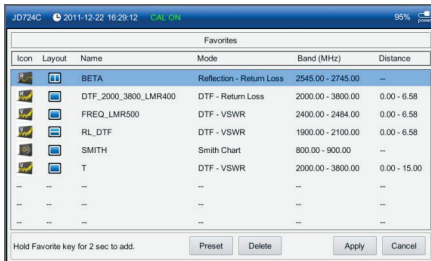 JD724C 2011-12-22 16:29:12 CAL ON 95% power
Favorites
Icon Layout Name Mode Band (MHz) Distance
BETA Reflection - Return Loss 2545.00 - 2745.00 --
DTF_2000_3800_LMR400 DTF - Return Loss 2000.00 - 3800.00 0.00 - 6.58
FREQ_LMR500 DTF - VSWR 2400.00 - 2484.00 0.00 - 6.58
RL_DTF DTF - VSWR 1900.00 - 2100.00 0.00 - 6.58
SMITH Smith Chart 800.00 - 900.00 --
T DTF - VSWR 2000.00 - 3800.00 0.00 - 15.00
-- -- -- -- -- --
-- -- -- -- -- --
-- -- -- -- -- --
Hold Favorite key for 2 sec to add. Preset Delete Apply Cancel